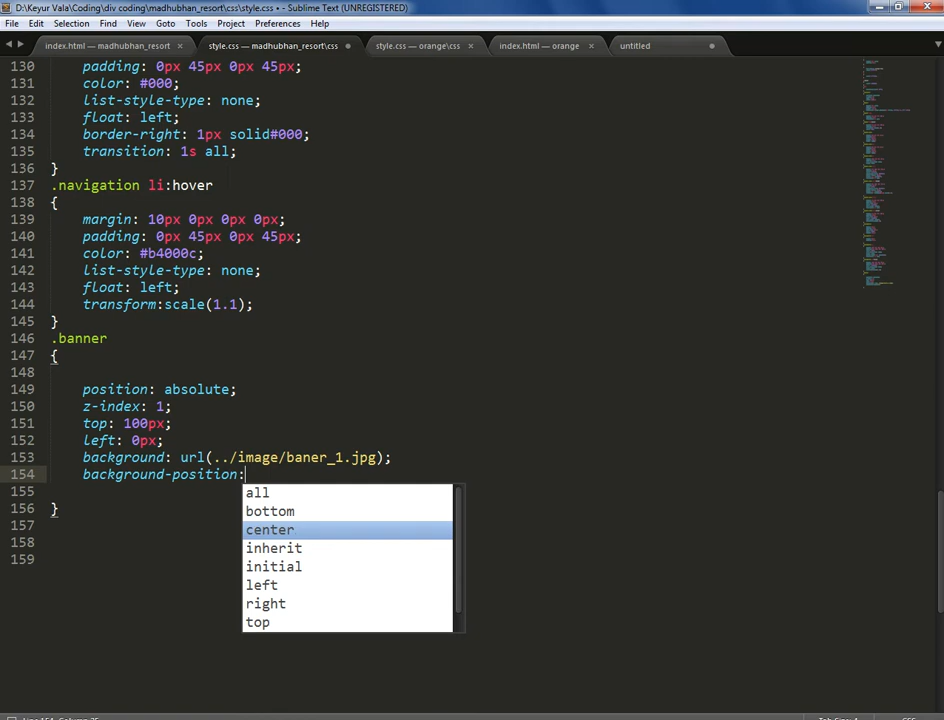 D:\Keyur Vala\Coding\div coding\madhubhan_resort\css\style.css • - Sublime Text (UNREGISTERED)
File Edit Selection Find View Goto Tools Project Preferences Help
index.html — madhubhan_resort × style.css — madhubhan_resort\css style.css — orange\css × index.html — orange × untitled
130 padding: 0px 45px 0px 45px;
131 color: #000;
132 list-style-type: none;
133 float: left;
134 border-right: 1px solid#000;
135 transition: 1s all;
136 }
137 .navigation li:hover
138 {
139 margin: 10px 0px 0px 0px;
140 padding: 0px 45px 0px 45px;
141 color: #b4000c;
142 list-style-type: none;
143 float: left;
144 transform:scale(1.1);
145 }
146 .banner
147 {
148
149 position: absolute;
150 z-index: 1;
151 top: 100px;
152 left: 0px;
153 background: url(../image/baner_1.jpg);
154 background-position:
155
156 }
157
158
159
all
bottom
center
inherit
initial
left
right
top